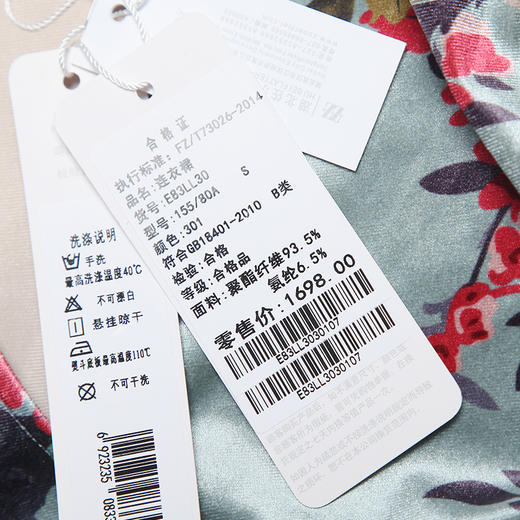 合格证
执行标准: FZ/T73026-2014
品名: 连衣裙
货号: E83LL30 S
型号: 155/80A
颜色: 301
符合GB18401-2010 B类
检验: 合格
等级: 合格品
面料: 聚酯纤维93.5%
氨纶6.5%
零售价: 1698.00
E83LL3030107
E83LL3030107
洗涤说明
手洗
最高洗涤温度40℃
不可漂白
悬挂晾干
熨斗底板最高温度110℃
不可干洗
6 923235 083